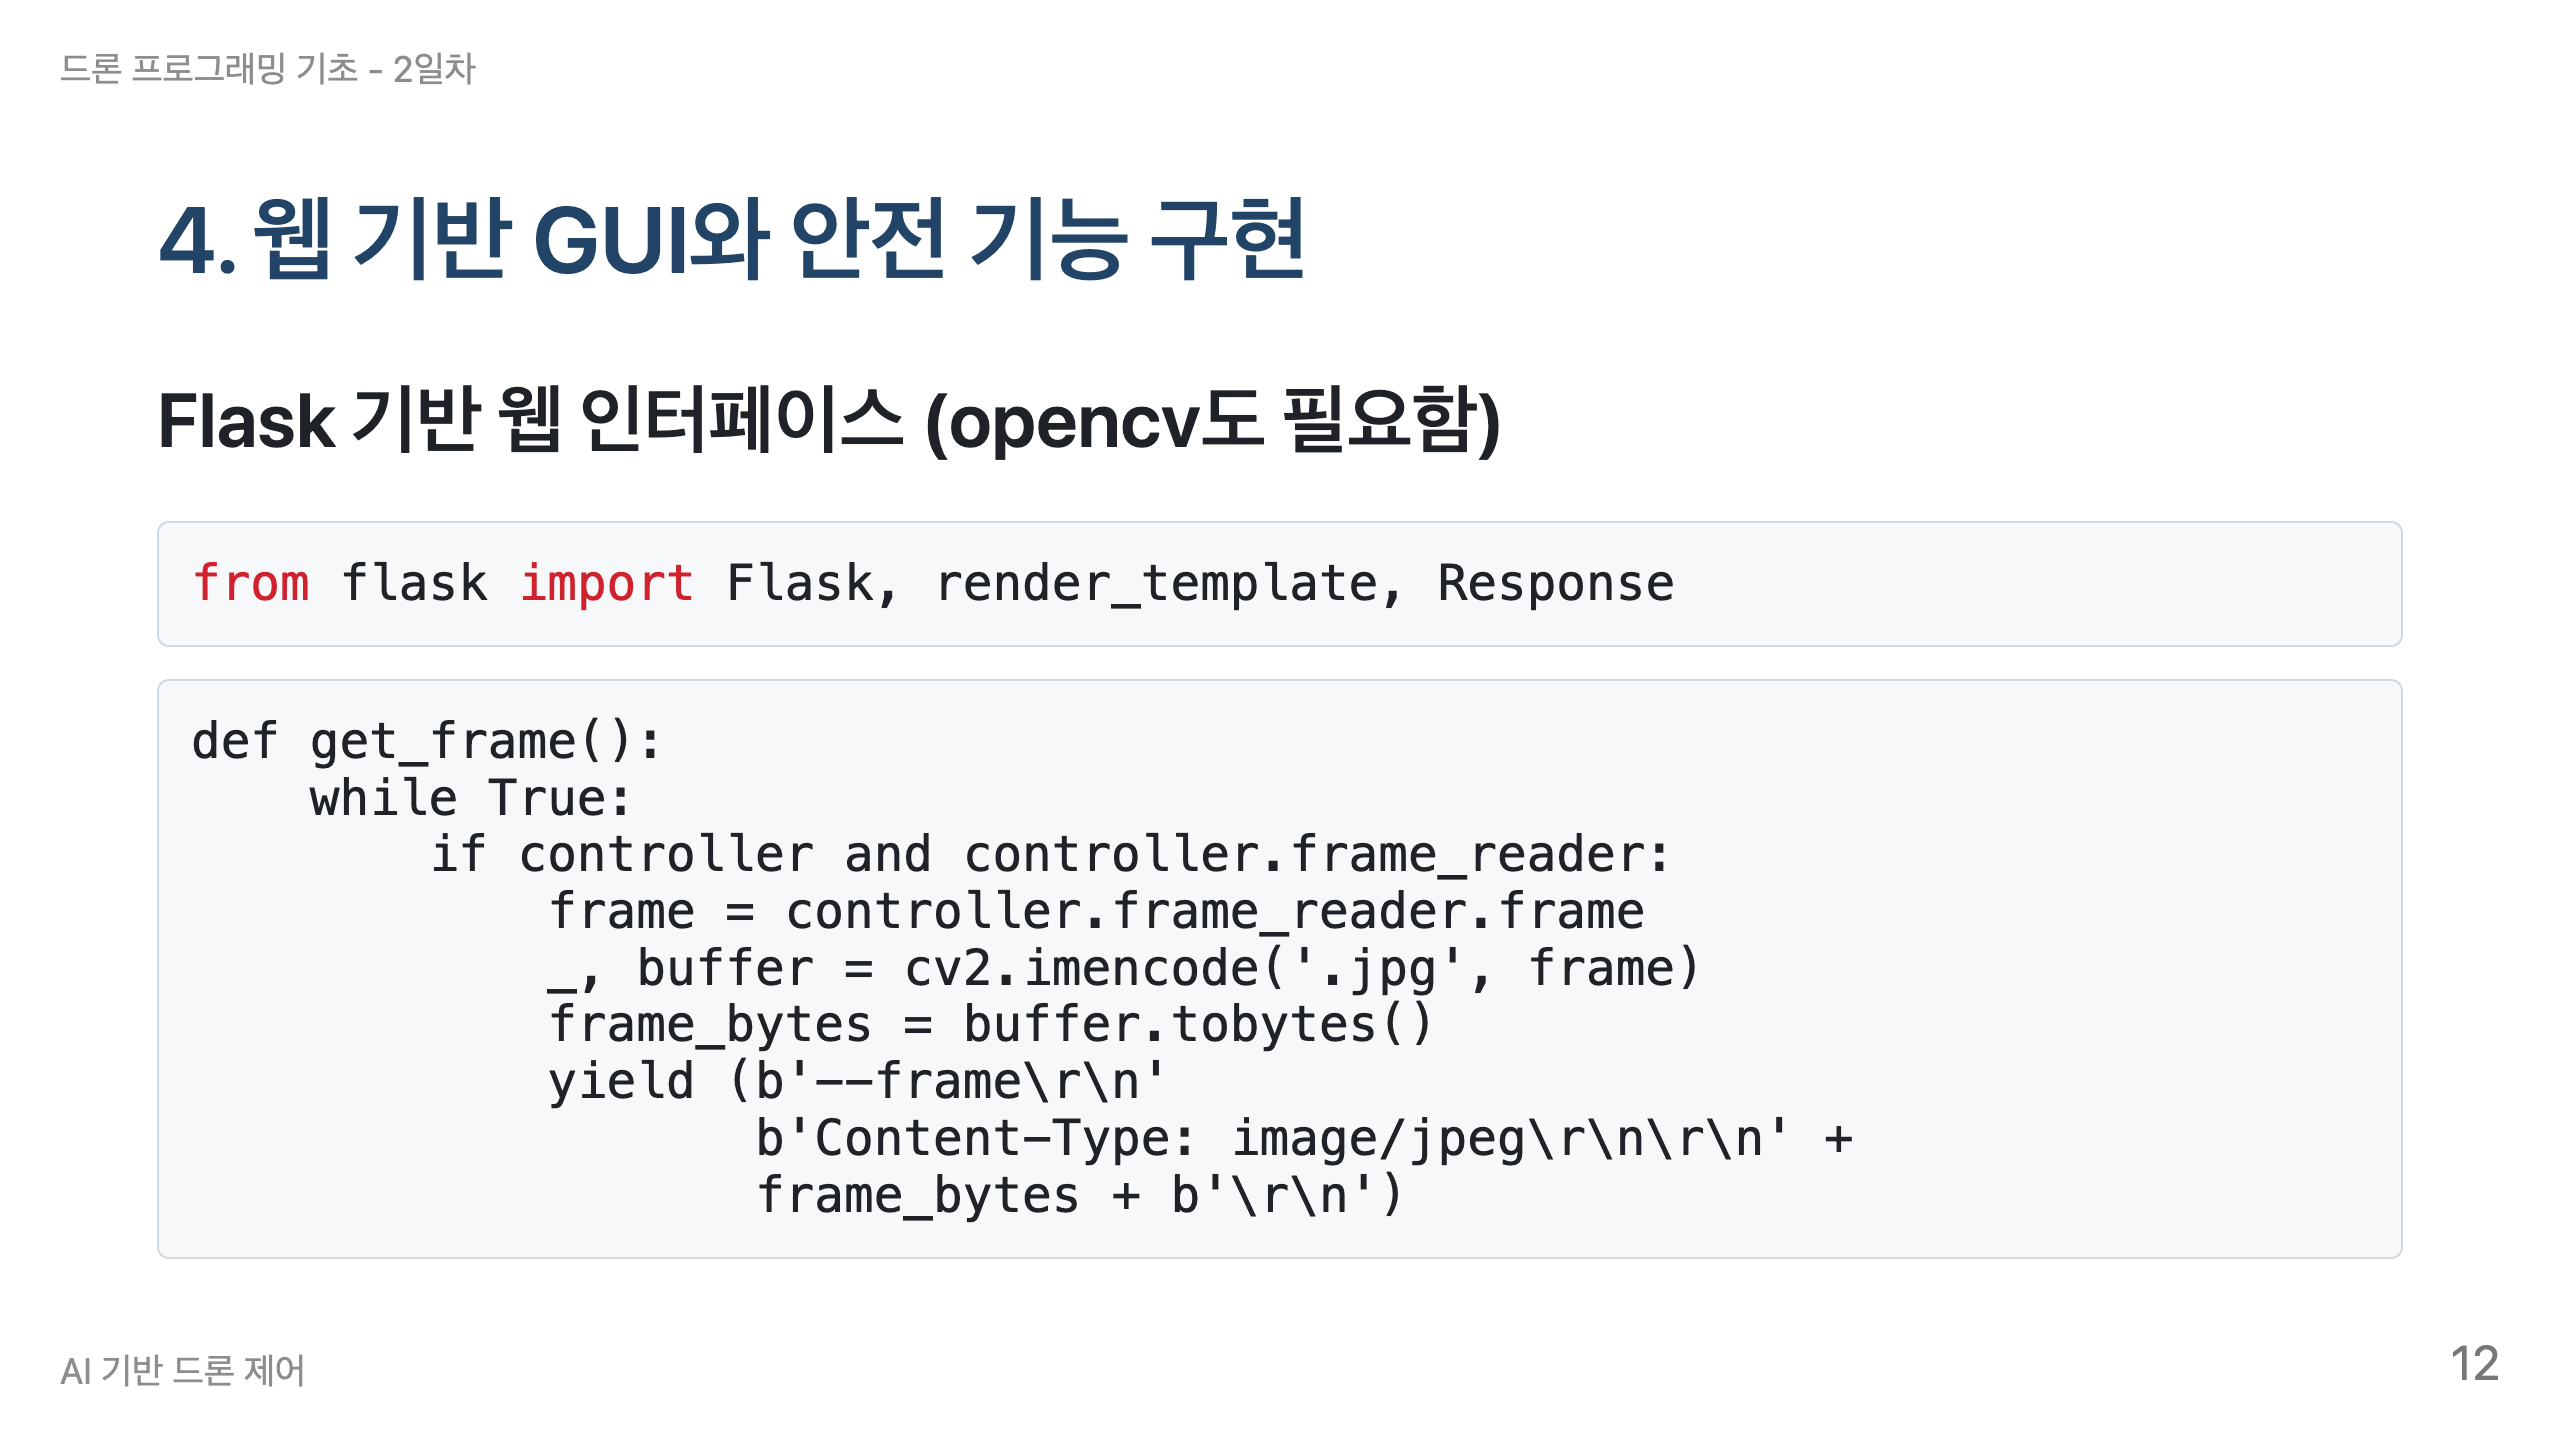 드론 프로그래밍 기초 - 2일차
4. 웹 기반 GUI와 안전 기능 구현
Flask 기반 웹 인터페이스 (opencv도 필요함)
from flask import Flask, render_template, Response
def get_frame():
    while True:
        if controller and controller.frame_reader:
            frame = controller.frame_reader.frame
            _, buffer = cv2.imencode('.jpg', frame)
            frame_bytes = buffer.tobytes()
            yield (b'--frame\r\n'
                   b'Content-Type: image/jpeg\r\n\r\n' +
                   frame_bytes + b'\r\n')
AI 기반 드론 제어
12